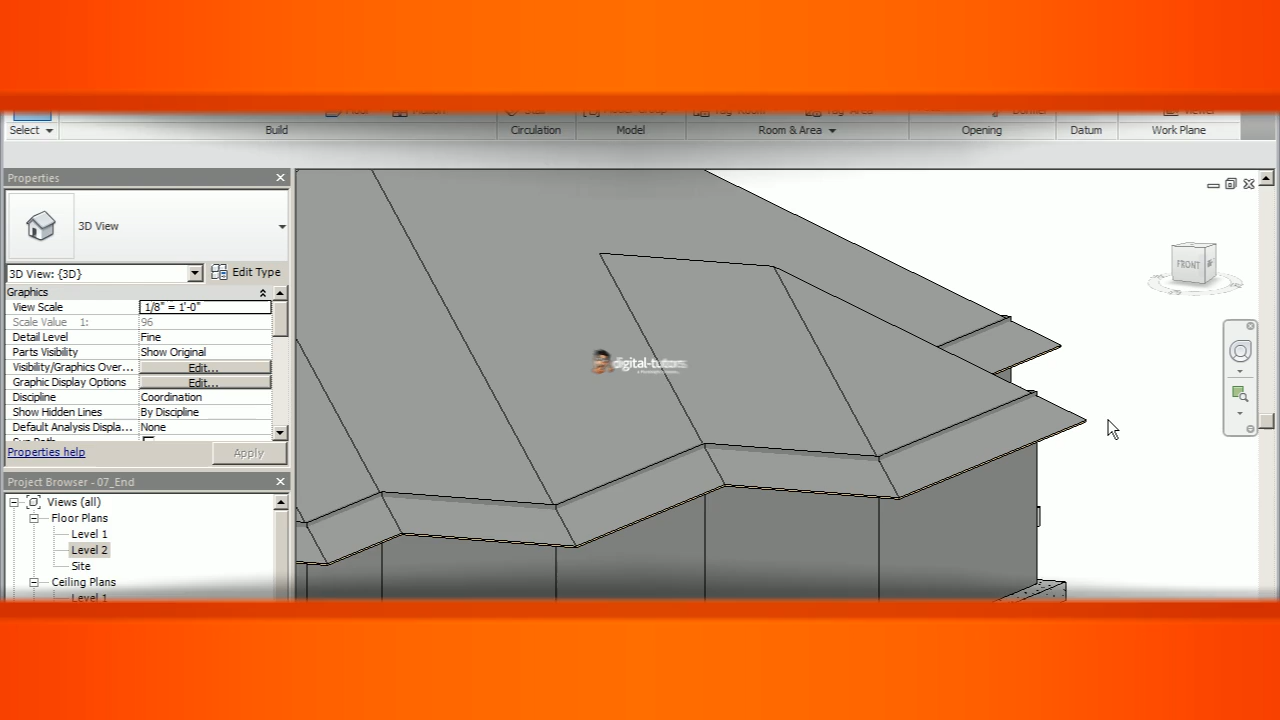 Select
Build
Circulation
Model
Room & Area
Opening
Datum
Work Plane
Properties
3D View
3D View: {3D}
Edit Type
Graphics
View Scale 1/8" = 1'-0"
Scale Value 1: 96
Detail Level Fine
Parts Visibility Show Original
Visibility/Graphics Over... Edit...
Graphic Display Options Edit...
Discipline Coordination
Show Hidden Lines By Discipline
Default Analysis Displa... None
Properties help
Apply
Project Browser - 07_End
Views (all)
Floor Plans
Level 1
Level 2
Site
Ceiling Plans
Level 1
digital-tutors
FRONT